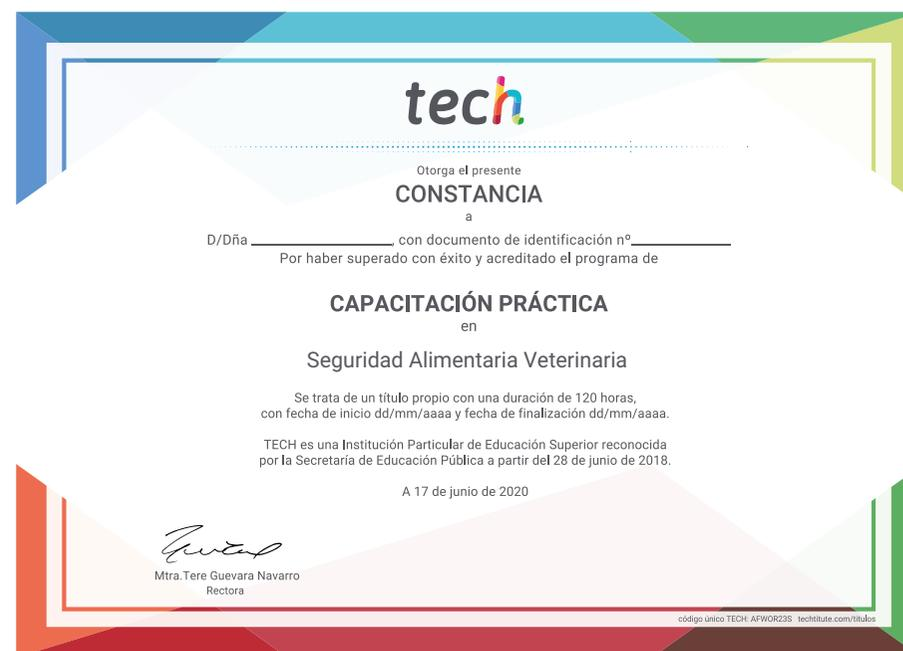 tech
Otorga el presente
CONSTANCIA
a
D/Dña ____________________, con documento de identificación nº______________
Por haber superado con éxito y acreditado el programa de
CAPACITACIÓN PRÁCTICA
en
Seguridad Alimentaria Veterinaria
Se trata de un título propio con una duración de 120 horas,
con fecha de inicio dd/mm/aaaa y fecha de finalización dd/mm/aaaa.
TECH es una Institución Particular de Educación Superior reconocida
por la Secretaría de Educación Pública a partir del 28 de junio de 2018.
A 17 de junio de 2020
Mtra.Tere Guevara Navarro
Rectora
código único TECH: AFWOR23S techtitute.com/titulos